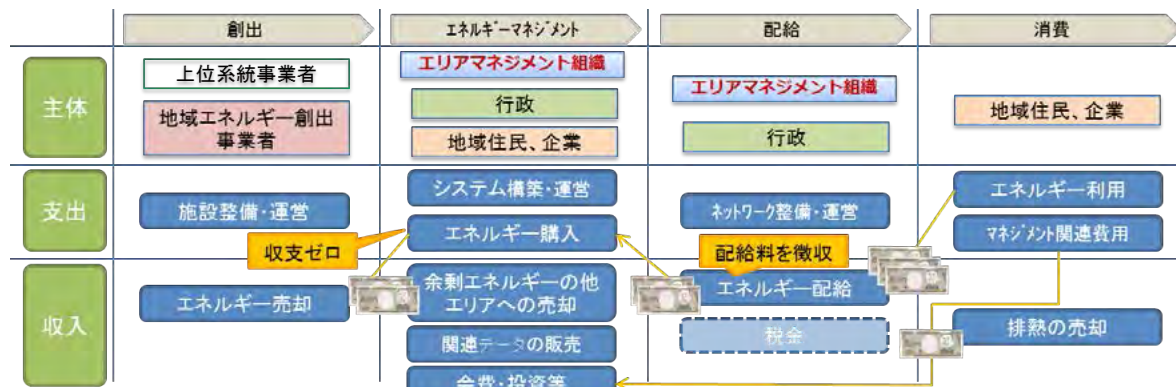 創出
エネルギーマネジメント
配給
消費
主体
上位系統事業者
地域エネルギー創出
事業者
エリアマネジメント組織
行政
地域住民、企業
エリアマネジメント組織
行政
地域住民、企業
支出
施設整備・運営
システム構築・運営
エネルギー購入
収支ゼロ
ネットワーク整備・運営
配給料を徴収
エネルギー利用
マネジメント関連費用
収入
エネルギー売却
余剰エネルギーの他
エリアへの売却
関連データの販売
会費・投資等
エネルギー配給
税金
排熱の売却